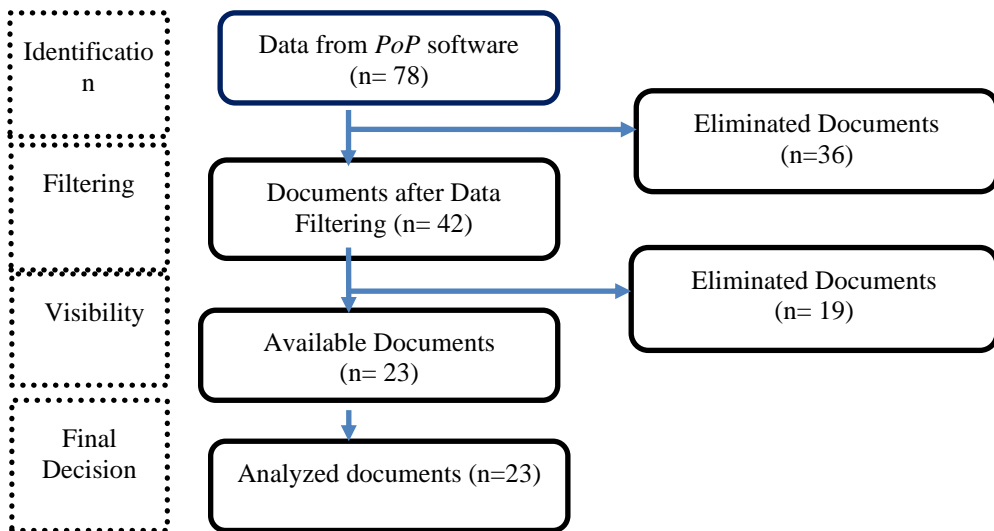 Identificatio
n
Data from PoP software
(n= 78)
Eliminated Documents
(n=36)
Filtering
Documents after Data
Filtering (n= 42)
Eliminated Documents
(n= 19)
Visibility
Available Documents
(n= 23)
Final
Decision
Analyzed documents (n=23)